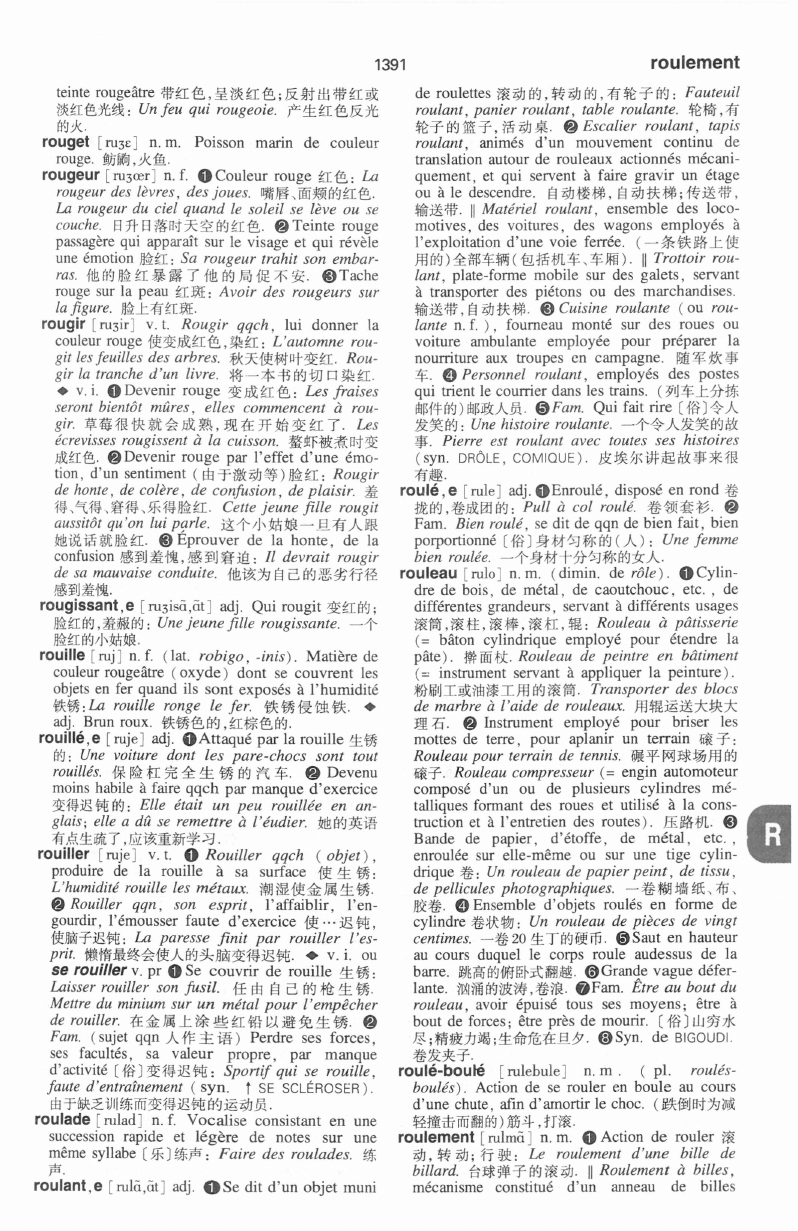 1391
roulement
teinte rougeâtre 带红色,呈淡红色;反射出带红或
淡红色光线: Un feu qui rougeoie. 产生红色反光
的火.
rouget [ruʒɛ] n. m. Poisson marin de couleur
rouge. 鲂鮄,火鱼.
rougeur [ruʒœr] n. f. ❶Couleur rouge 红色: La
rougeur des lèvres, des joues. 嘴唇、面颊的红色.
La rougeur du ciel quand le soleil se lève ou se
couche. 日升日落时天空的红色. ❷Teinte rouge
passagère qui apparaît sur le visage et qui révèle
une émotion 脸红: Sa rougeur trahit son embar-
ras. 他的脸红暴露了他的局促不安. ❸Tache
rouge sur la peau 红斑: Avoir des rougeurs sur
la figure. 脸上有红斑.
rougir [ruʒir] v. t. Rougir qqch, lui donner la
couleur rouge 使变成红色,染红: L'automne rou-
git les feuilles des arbres. 秋天使树叶变红. Rou-
gir la tranche d'un livre. 将一本书的切口染红.
◆ v. i. ❶Devenir rouge 变成红色: Les fraises
seront bientôt mûres, elles commencent à rou-
gir. 草莓很快就会成熟,现在开始变红了. Les
écrevisses rougissent à la cuisson. 螯虾被煮时变
成红色. ❷Devenir rouge par l'effet d'une émo-
tion, d'un sentiment (由于激动等)脸红: Rougir
de honte, de colère, de confusion, de plaisir. 羞
得、气得、窘得、乐得脸红. Cette jeune fille rougit
aussitôt qu'on lui parle. 这个小姑娘一旦有人跟
她说话就脸红. ❸ Éprouver de la honte, de la
confusion 感到羞愧,感到窘迫: Il devrait rougir
de sa mauvaise conduite. 他该为自己的恶劣行径
感到羞愧.
rougissant,e [ruʒisɑ̃,ɑ̃t] adj. Qui rougit 变红的;
脸红的,羞赧的: Une jeune fille rougissante. 一个
脸红的小姑娘.
rouille [ruj] n. f. (lat. robigo, -inis). Matière de
couleur rougeâtre (oxyde) dont se couvrent les
objets en fer quand ils sont exposés à l'humidité
铁锈: La rouille ronge le fer. 铁锈侵蚀铁. ◆
adj. Brun roux. 铁锈色的,红棕色的.
rouillé,e [ruje] adj. ❶Attaqué par la rouille 生锈
的: Une voiture dont les pare-chocs sont tout
rouillés. 保险杠完全生锈的汽车. ❷ Devenu
moins habile à faire qqch par manque d'exercice
变得迟钝的: Elle était un peu rouillée en an-
glais; elle a dû se remettre à l'éudier. 她的英语
有点生疏了,应该重新学习.
rouiller [ruje] v. t. ❶ Rouiller qqch (objet),
produire de la rouille à sa surface 使生锈:
L'humidité rouille les métaux. 潮湿使金属生锈.
❷ Rouiller qqn, son esprit, l'affaiblir, l'en-
gourdir, l'émousser faute d'exercice 使…迟钝,
使脑子迟钝: La paresse finit par rouiller l'es-
prit. 懒惰最终会使人的头脑变得迟钝. ◆ v. i. ou
se rouiller v. pr ❶Se couvrir de rouille 生锈:
Laisser rouiller son fusil. 任由自己的枪生锈.
Mettre du minium sur un métal pour l'empêcher
de rouiller. 在金属上涂些红铅以避免生锈. ❷
Fam. (sujet qqn 人作主语) Perdre ses forces,
ses facultés, sa valeur propre, par manque
d'activité [俗]变得迟钝: Sportif qui se rouille,
faute d'entraînement (syn. ↑ SE SCLÉROSER).
由于缺乏训练而变得迟钝的运动员.
roulade [rulad] n. f. Vocalise consistant en une
succession rapide et légère de notes sur une
même syllabe [乐]练声: Faire des roulades. 练
声.
roulant,e [rulɑ̃,ɑ̃t] adj. ❶Se dit d'un objet muni
de roulettes 滚动的,转动的,有轮子的: Fauteuil
roulant, panier roulant, table roulante. 轮椅,有
轮子的篮子,活动桌. ❷ Escalier roulant, tapis
roulant, animés d'un mouvement continu de
translation autour de rouleaux actionnés mécani-
quement, et qui servent à faire gravir un étage
ou à le descendre. 自动楼梯,自动扶梯;传送带,
输送带. ‖ Matériel roulant, ensemble des loco-
motives, des voitures, des wagons employés à
l'exploitation d'une voie ferrée. (一条铁路上使
用的)全部车辆(包括机车、车厢). ‖ Trottoir rou-
lant, plate-forme mobile sur des galets, servant
à transporter des piétons ou des marchandises.
输送带,自动扶梯. ❸ Cuisine roulante (ou rou-
lante n. f.), fourneau monté sur des roues ou
voiture ambulante employée pour préparer la
nourriture aux troupes en campagne. 随军炊事
车. ❹ Personnel roulant, employés des postes
qui trient le courrier dans les trains. (列车上分拣
邮件的)邮政人员. ❺Fam. Qui fait rire [俗]令人
发笑的: Une histoire roulante. 一个令人发笑的故
事. Pierre est roulant avec toutes ses histoires
(syn. DRÔLE, COMIQUE). 皮埃尔讲起故事来很
有趣.
roulé,e [rule] adj. ❶Enroulé, disposé en rond 卷
拢的,卷成团的: Pull à col roulé. 卷领套衫. ❷
Fam. Bien roulé, se dit de qqn de bien fait, bien
porportionné [俗]身材匀称的(人): Une femme
bien roulée. 一个身材十分匀称的女人.
rouleau [rulo] n. m. (dimin. de rôle). ❶Cylin-
dre de bois, de métal, de caoutchouc, etc., de
différentes grandeurs, servant à différents usages
滚筒,滚柱,滚棒,滚杠,辊: Rouleau à pâtisserie
(= bâton cylindrique employé pour étendre la
pâte). 擀面杖. Rouleau de peintre en bâtiment
(= instrument servant à appliquer la peinture).
粉刷工或油漆工用的滚筒. Transporter des blocs
de marbre à l'aide de rouleaux. 用辊运送大块大
理石. ❷ Instrument employé pour briser les
mottes de terre, pour aplanir un terrain 磙子:
Rouleau pour terrain de tennis. 碾平网球场用的
磙子. Rouleau compresseur (= engin automoteur
composé d'un ou de plusieurs cylindres mé-
talliques formant des roues et utilisé à la cons-
truction et à l'entretien des routes). 压路机. ❸
Bande de papier, d'étoffe, de métal, etc.,
enroulée sur elle-même ou sur une tige cylin-
drique 卷: Un rouleau de papier peint, de tissu,
de pellicules photographiques. 一卷糊墙纸、布、
胶卷. ❹ Ensemble d'objets roulés en forme de
cylindre 卷状物: Un rouleau de pièces de vingt
centimes. 一卷20生丁的硬币. ❺Saut en hauteur
au cours duquel le corps roule audessus de la
barre. 跳高的俯卧式翻越. ❻Grande vague défer-
lante. 汹涌的波涛,卷浪. ❼Fam. Être au bout du
rouleau, avoir épuisé tous ses moyens; être à
bout de forces; être près de mourir. [俗]山穷水
尽;精疲力竭;生命危在旦夕. ❽Syn. de BIGOUDI.
卷发夹子.
roulé-boulé [rulebule] n. m. ( pl. roulés-
boulés). Action de se rouler en boule au cours
d'une chute, afin d'amortir le choc. (跌倒时为减
轻撞击而翻的)筋斗,打滚.
roulement [rulmɑ̃] n. m. ❶ Action de rouler 滚
动,转动;行驶: Le roulement d'une bille de
billard. 台球弹子的滚动. ‖ Roulement à billes,
mécanisme constitué d'un anneau de billes
R